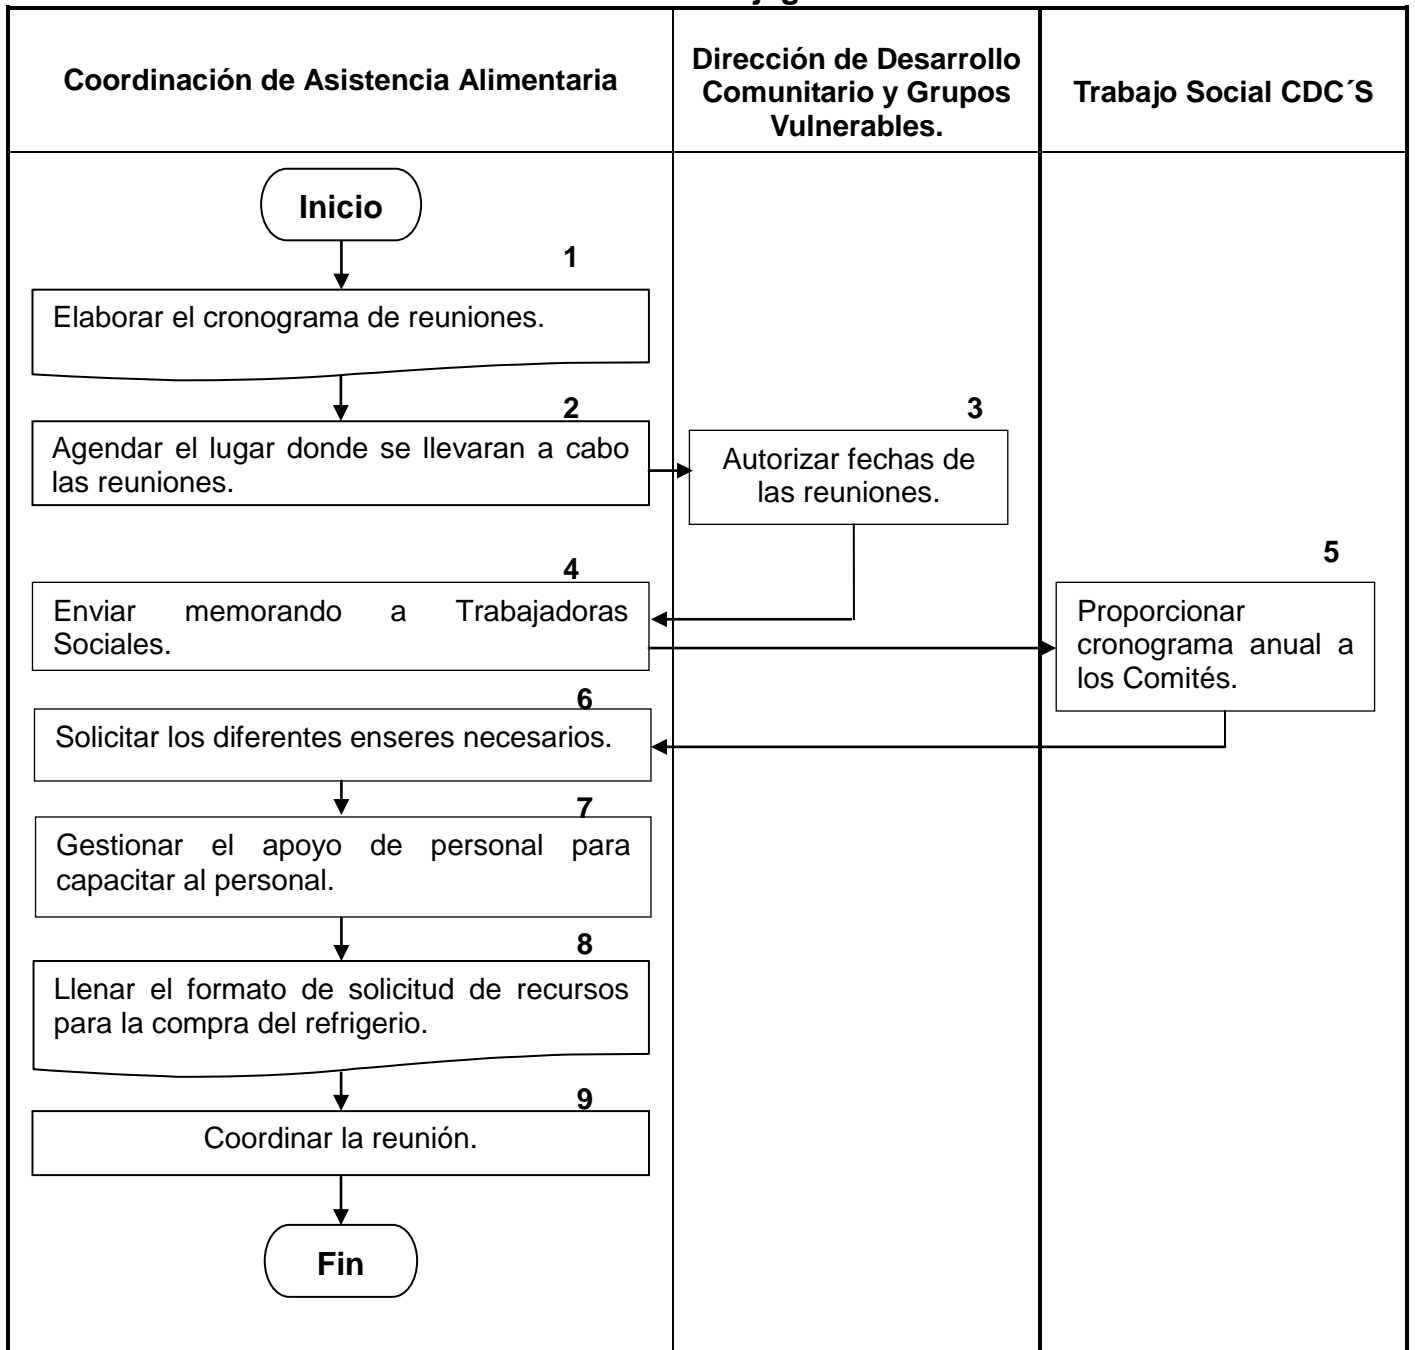 Coordinación de Asistencia Alimentaria
Dirección de Desarrollo
Comunitario y Grupos
Vulnerables.
Trabajo Social CDC´S
Inicio
1
Elaborar el cronograma de reuniones.
2
Agendar el lugar donde se llevaran a cabo
las reuniones.
3
Autorizar fechas de
las reuniones.
4
Enviar memorando a Trabajadoras
Sociales.
5
Proporcionar
cronograma anual a
los Comités.
6
Solicitar los diferentes enseres necesarios.
7
Gestionar el apoyo de personal para
capacitar al personal.
8
Llenar el formato de solicitud de recursos
para la compra del refrigerio.
9
Coordinar la reunión.
Fin